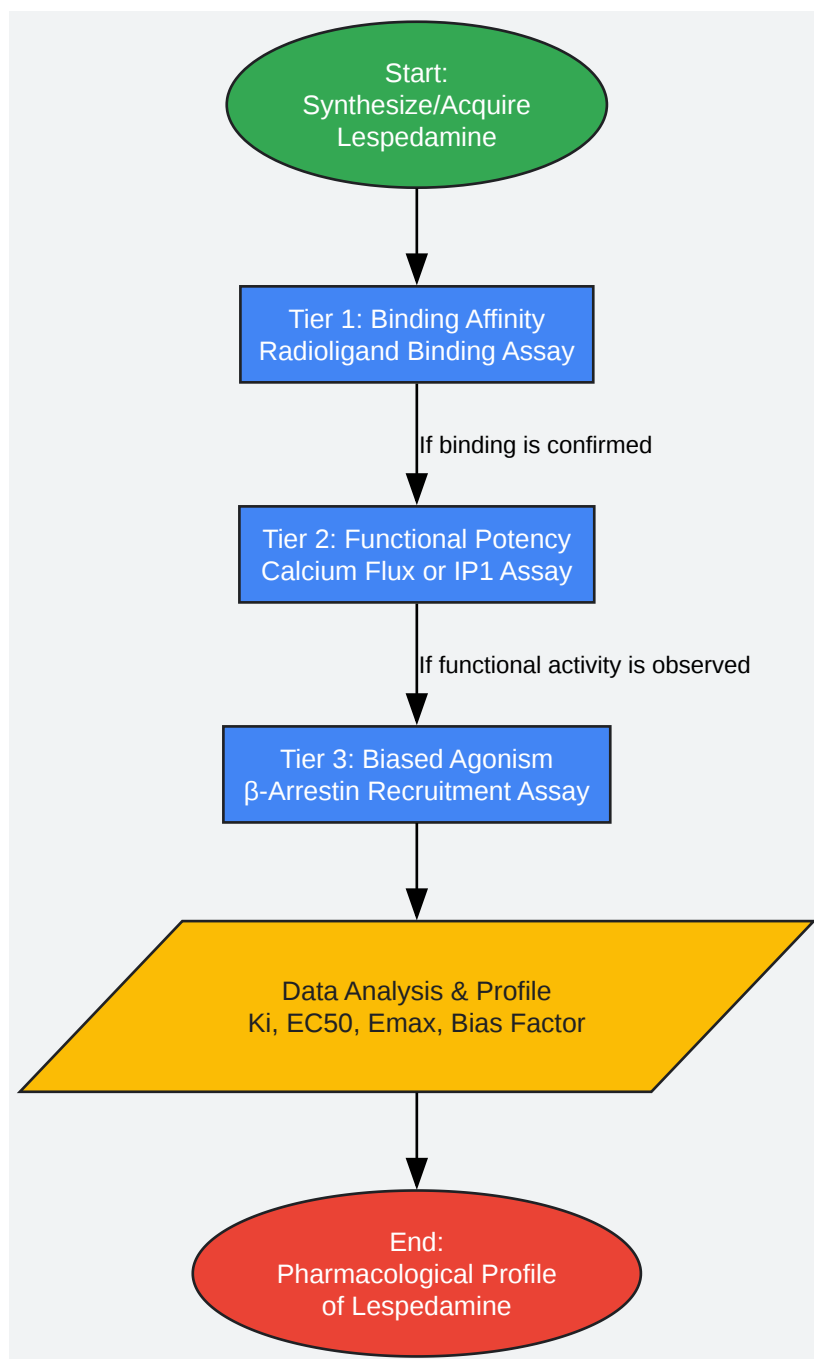 Start:
Synthesize/Acquire
Lespedamine
Tier 1: Binding Affinity
Radioligand Binding Assay
If binding is confirmed
Tier 2: Functional Potency
Calcium Flux or IP1 Assay
If functional activity is observed
Tier 3: Biased Agonism
β-Arrestin Recruitment Assay
Data Analysis & Profile
Ki, EC50, Emax, Bias Factor
End:
Pharmacological Profile
of Lespedamine